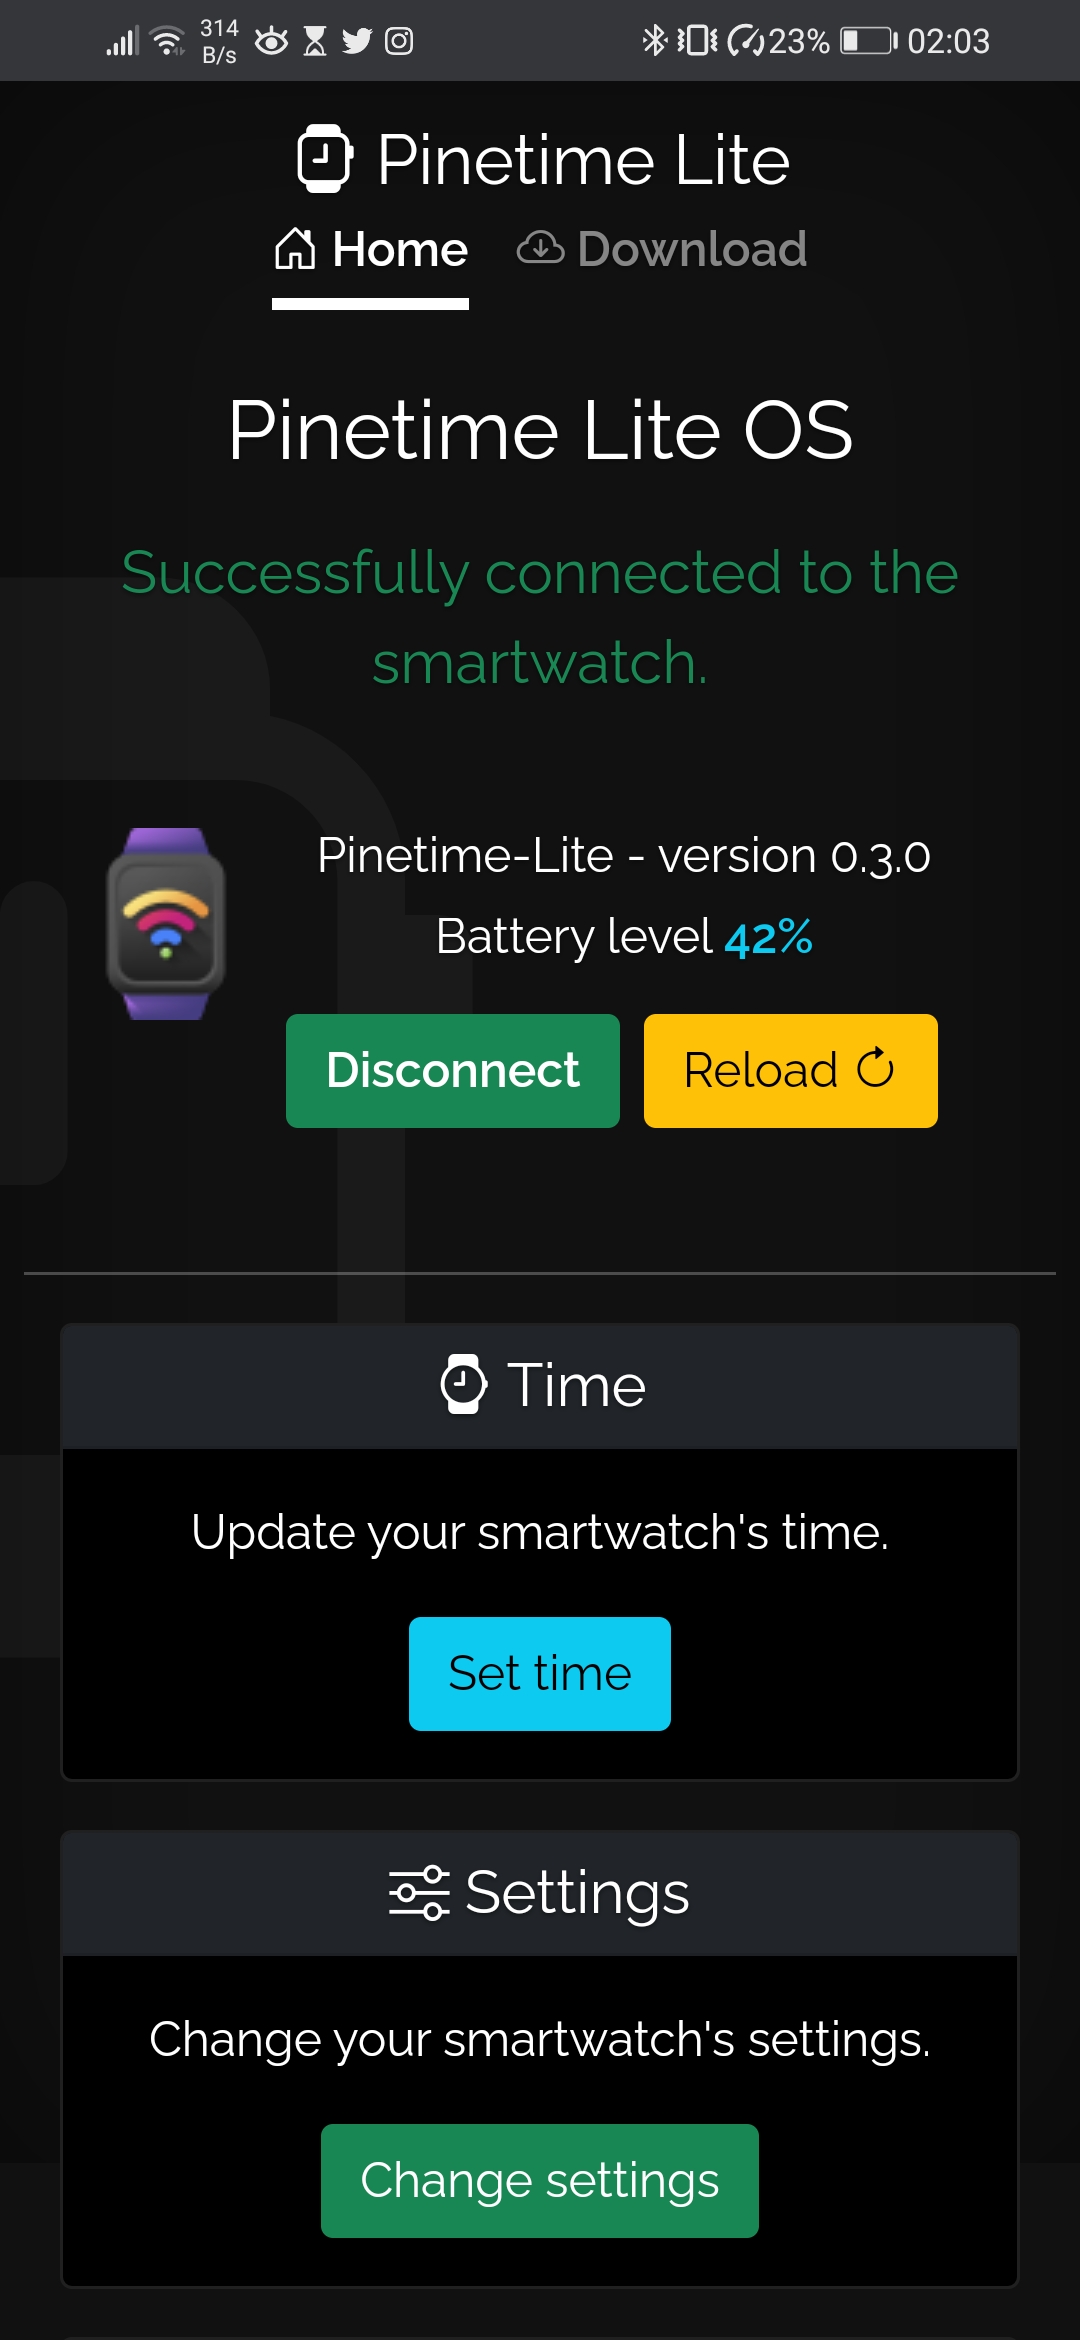 314
B/s
23%
02:03
Pinetime Lite
Home
Download
Pinetime Lite OS
Successfully connected to the
smartwatch.
Pinetime-Lite - version 0.3.0
Battery level 42%
Disconnect
Reload
Time
Update your smartwatch's time.
Set time
Settings
Change your smartwatch's settings.
Change settings